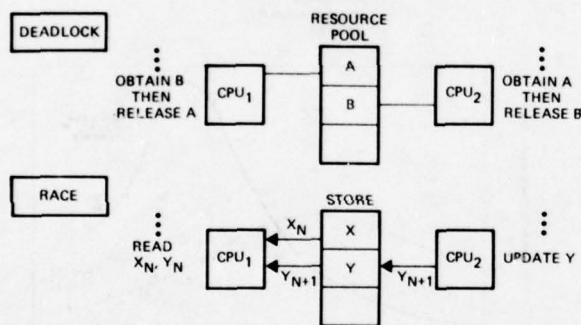 DEADLOCK
RESOURCE
POOL
OBTAIN B
THEN
RELEASE A
CPU1
A
B
CPU2
OBTAIN A
THEN
RELEASE B
RACE
STORE
READ
XN, YN
CPU1
XN
X
Y
YN+1
YN+1
CPU2
UPDATE Y